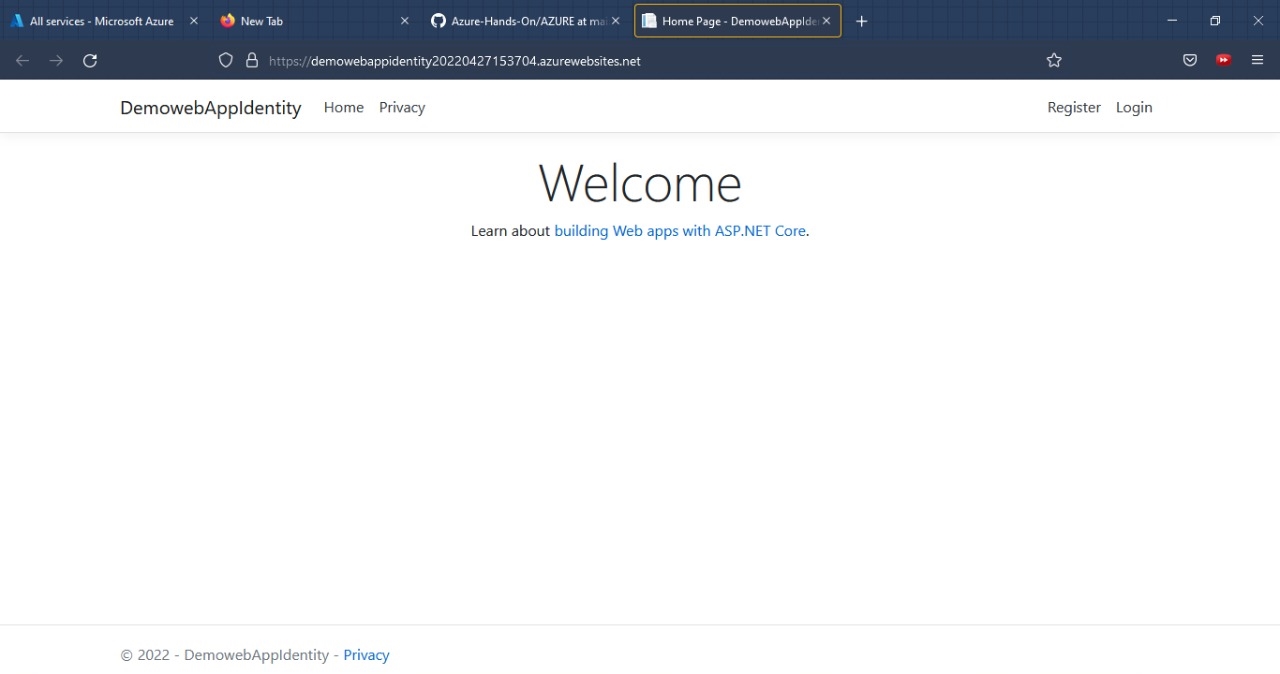 All services - Microsoft Azure
New Tab
Azure-Hands-On/AZURE at mai
Home Page - DemowebAppIde
https://demowebappidentity20220427153704.azurewebsites.net
DemowebAppIdentity Home Privacy Register Login
Welcome
Learn about building Web apps with ASP.NET Core.
© 2022 - DemowebAppIdentity - Privacy